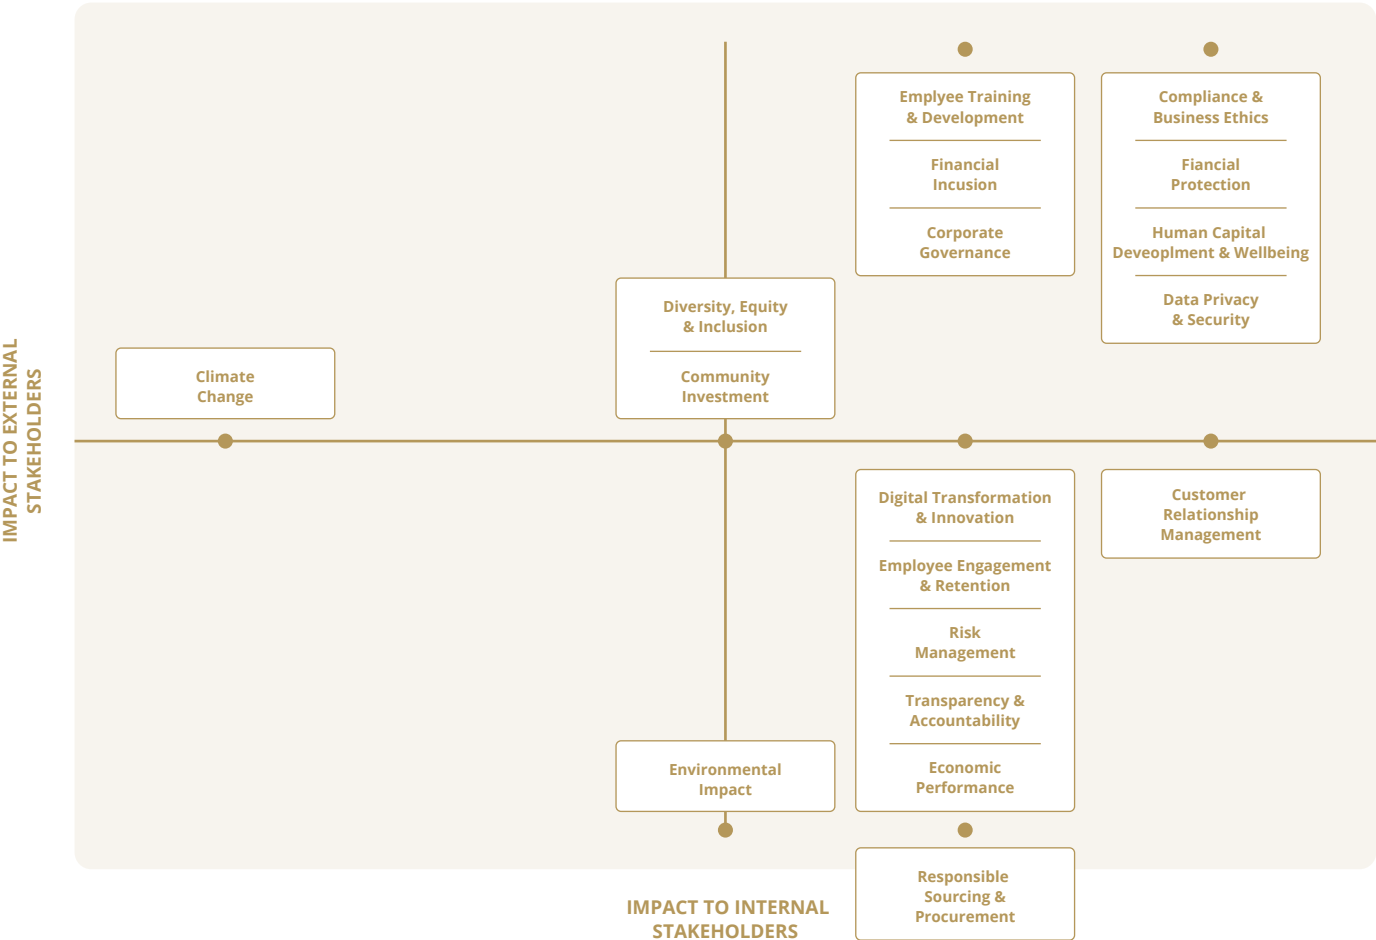 IMPACT TO EXTERNAL
STAKEHOLDERS
Emplyee Training
& Development
Financial
Incusion
Corporate
Governance
Compliance &
Business Ethics
Fiancial
Protection
Human Capital
Deveoplment & Wellbeing
Data Privacy
& Security
Diversity, Equity
& Inclusion
Community
Investment
Climate
Change
Digital Transformation
& Innovation
Employee Engagement
& Retention
Risk
Management
Transparency &
Accountability
Economic
Performance
Customer
Relationship
Management
Environmental
Impact
Responsible
Sourcing &
Procurement
IMPACT TO INTERNAL
STAKEHOLDERS